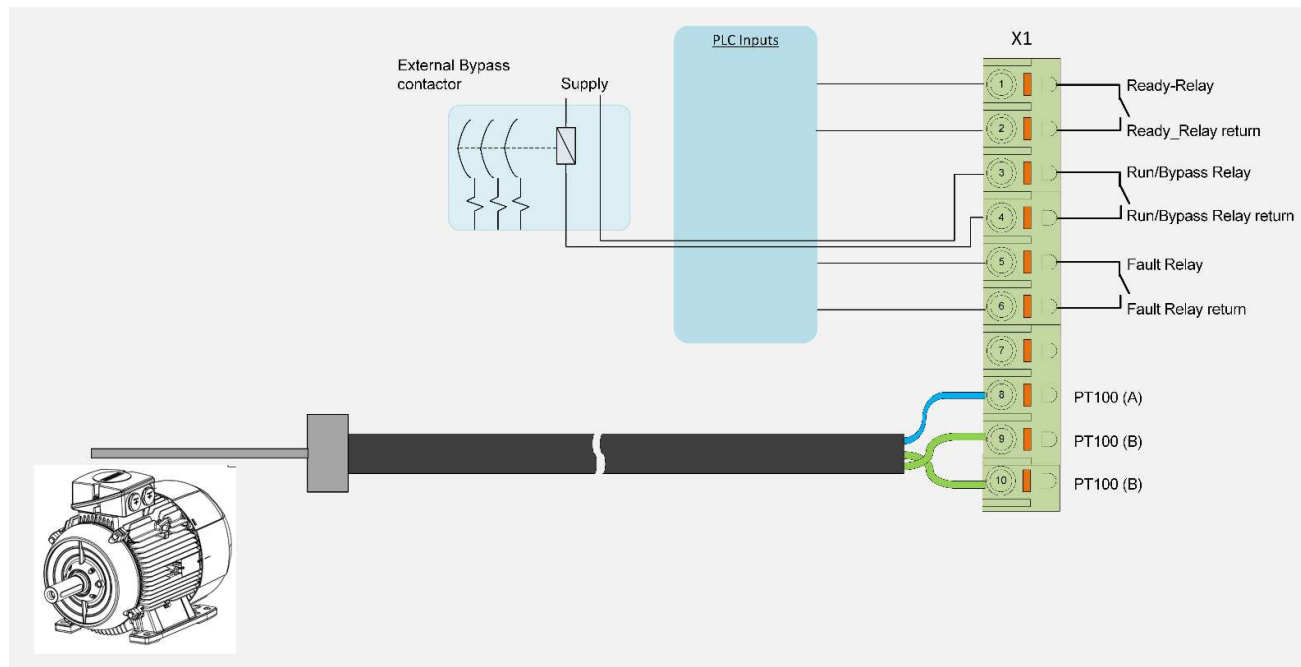 PLC Inputs
X1
External Bypass
contactor
Supply
1
Ready-Relay
2
Ready_Relay return
3
Run/Bypass Relay
4
Run/Bypass Relay return
5
Fault Relay
6
Fault Relay return
7
8
PT100 (A)
9
PT100 (B)
10
PT100 (B)